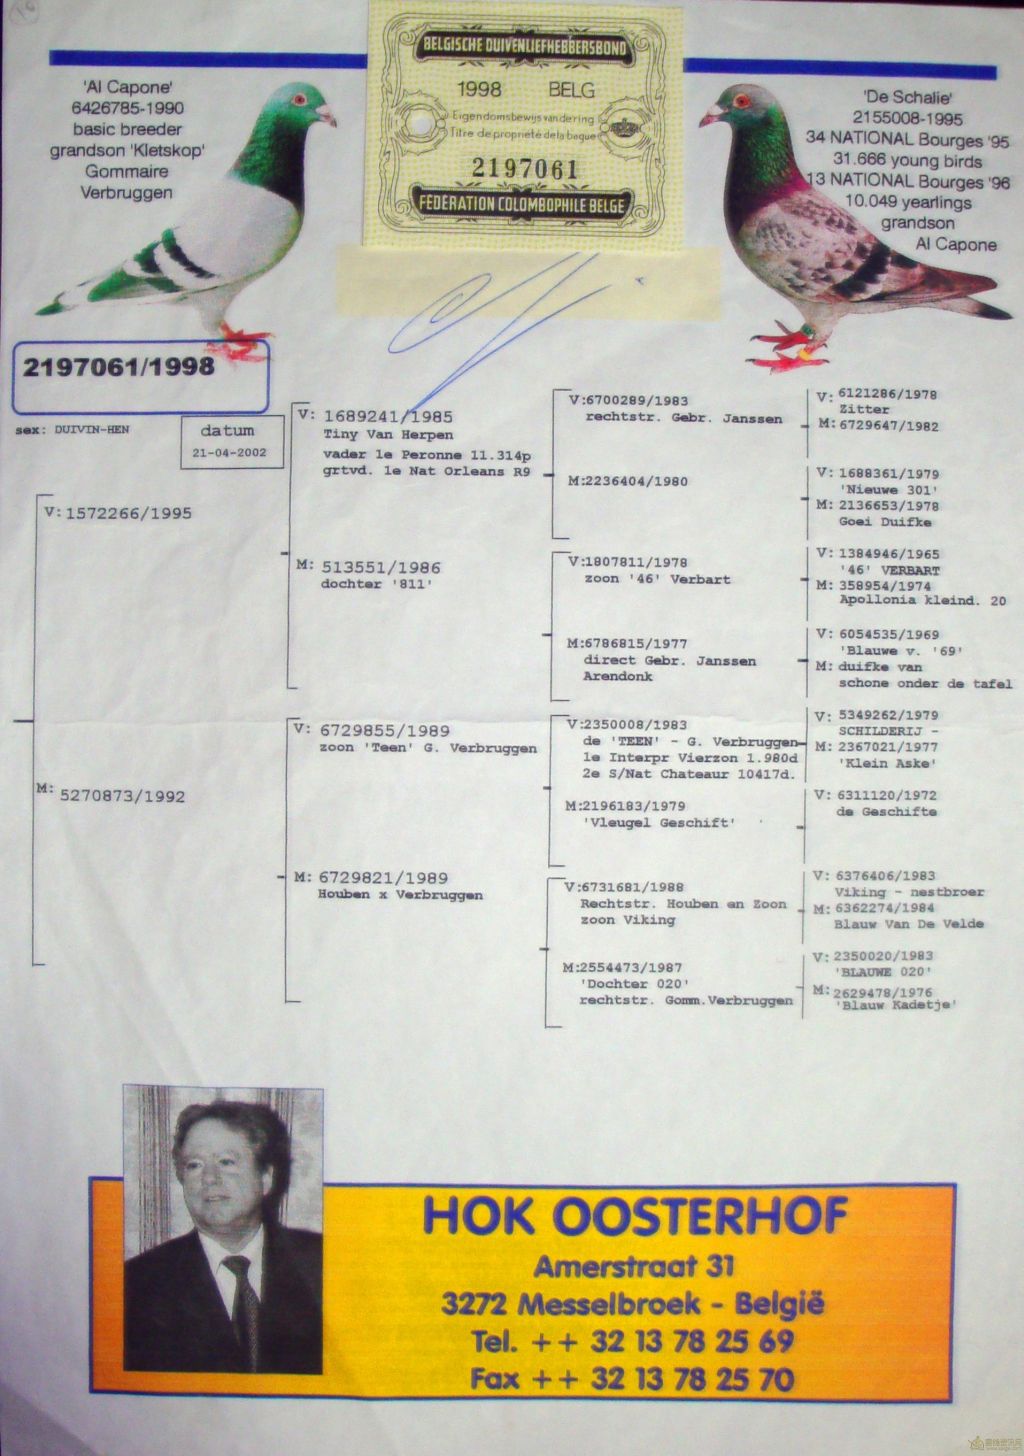 BELGISCHE DUIVENLIEFHEBBERSBOND
1998 BELG
Eigendomsbewijs van de ring
Titre de propriété de la bague
2197061
FEDERATION COLOMBOPHILE BELGE
'Al Capone'
6426785-1990
basic breeder
grandson 'Kletskop'
Gommaire
Verbruggen
'De Schalie'
2155008-1995
34 NATIONAL Bourges '95
31.666 young birds
13 NATIONAL Bourges '96
10.049 yearlings
grandson
Al Capone
2197061/1998
sex: DUIVIN-HEN
datum
21-04-2002
V: 1572266/1995
M: 5270873/1992
V: 1689241/1985
Tiny Van Herpen
vader 1e Peronne 11.314p
grtvd. 1e Nat Orleans R9
M: 513551/1986
dochter '811'
V: 6729855/1989
zoon 'Teen' G. Verbruggen
M: 6729821/1989
Houben x Verbruggen
V:6700289/1983
rechtstr. Gebr. Janssen
M:2236404/1980
V:1807811/1978
zoon '46' Verbart
M:6786815/1977
direct Gebr. Janssen
Arendonk
V:2350008/1983
de 'TEEN' - G. Verbruggen
1e Interpr Vierzon 1.980d
2e S/Nat Chateaur 10417d.
M:2196183/1979
'Vleugel Geschift'
V:6731681/1988
Rechtstr. Houben en Zoon
zoon Viking
M:2554473/1987
'Dochter 020'
rechtstr. Gomm.Verbruggen
V: 6121286/1978
Zitter
M: 6729647/1982
V: 1688361/1979
'Nieuwe 301'
M: 2136653/1978
Goei Duifke
V: 1384946/1965
'46' VERBART
M: 358954/1974
Apollonia kleind. 20
V: 6054535/1969
'Blauwe v. '69'
M: duifke van
schone onder de tafel
V: 5349262/1979
SCHILDERIJ -
M: 2367021/1977
'Klein Aske'
V: 6311120/1972
de Geschifte
V: 6376406/1983
Viking - nestbroer
M: 6362274/1984
Blauw Van De Velde
V: 2350020/1983
'BLAUWE 020'
M: 2629478/1976
'Blauw Kadetje'
HOK OOSTERHOF
Amerstraat 31
3272 Messelbroek - België
Tel. ++ 32 13 78 25 69
Fax ++ 32 13 78 25 70